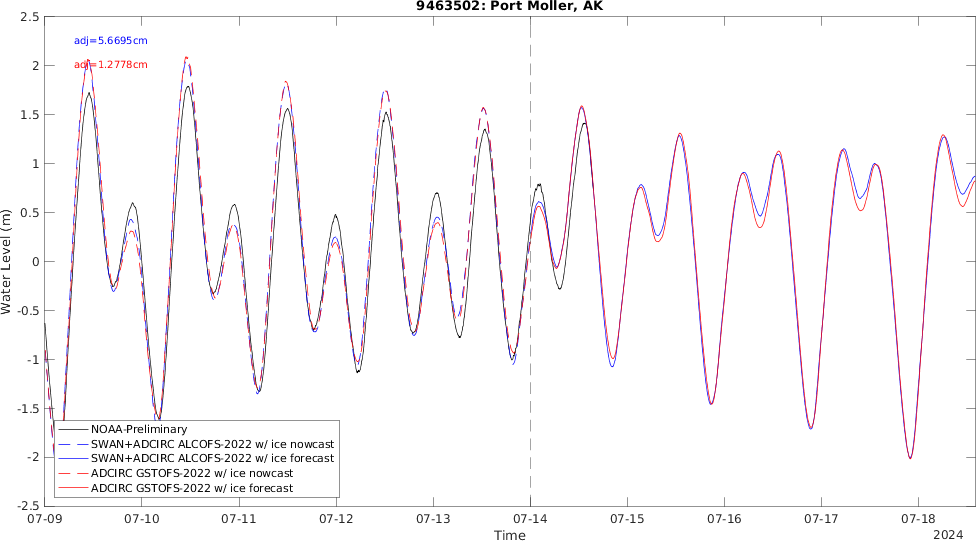 9463502: Port Moller, AK
2.5
2
1.5
1
0.5
0
-0.5
-1
-1.5
-2
-2.5
Water Level (m)
adj=5.6695cm
adj=1.2778cm
NOAA-Preliminary
SWAN+ADCIRC ALCOFS-2022 w/ ice nowcast
SWAN+ADCIRC ALCOFS-2022 w/ ice forecast
ADCIRC GSTOFS-2022 w/ ice nowcast
ADCIRC GSTOFS-2022 w/ ice forecast
07-09 07-10 07-11 07-12 07-13 07-14 07-15 07-16 07-17 07-18
Time
2024